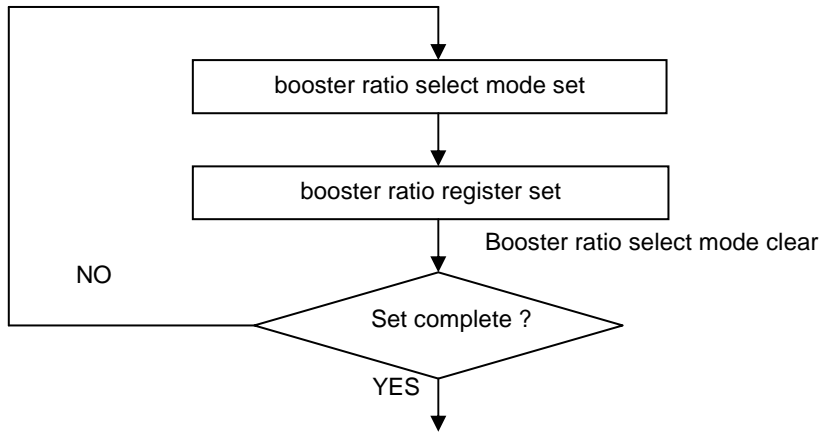 booster ratio select mode set
booster ratio register set
Booster ratio select mode clear
NO
Set complete ?
YES